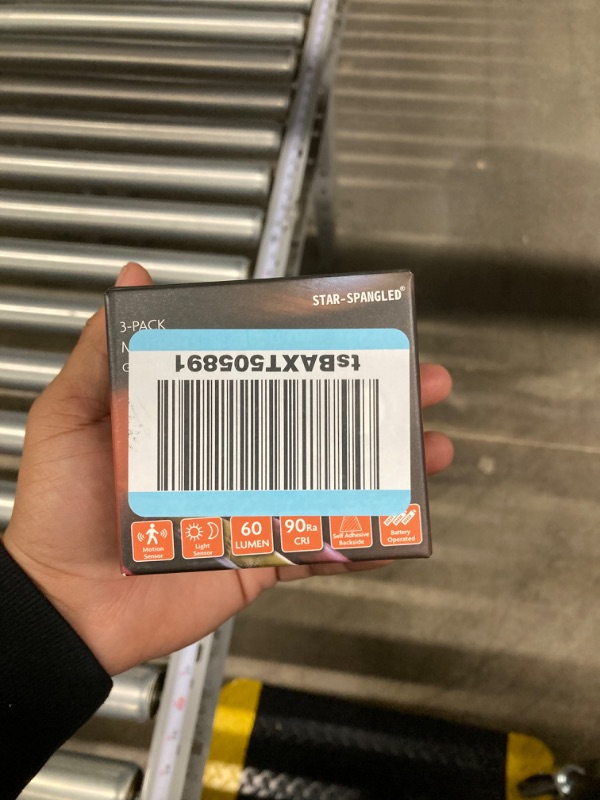 STAR-SPANGLED®
3-PACK
tsBAXT505891
Motion
Sensor
Light
Sensor
60
LUMEN
90Ra
CRI
Self Adhesive
Backside
Battery
Operated